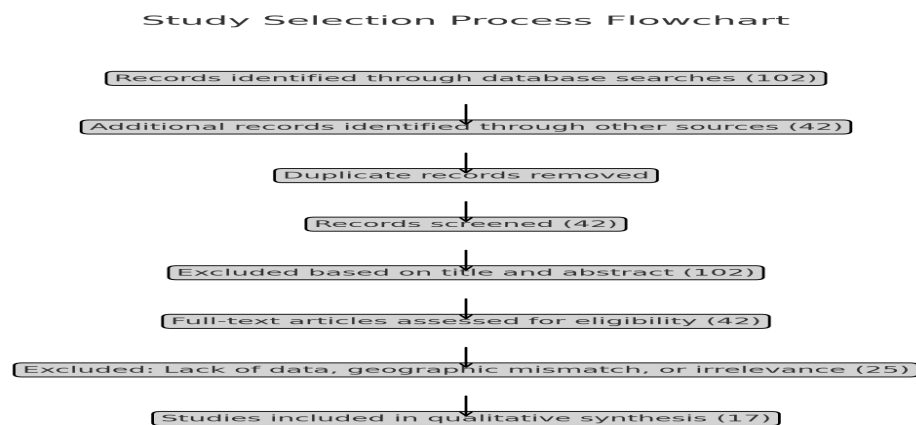 Study Selection Process Flowchart
Records identified through database searches (102)
Additional records identified through other sources (42)
Duplicate records removed
Records screened (42)
Excluded based on title and abstract (102)
Full-text articles assessed for eligibility (42)
Excluded: Lack of data, geographic mismatch, or irrelevance (25)
Studies included in qualitative synthesis (17)